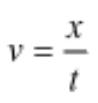 v = x/t